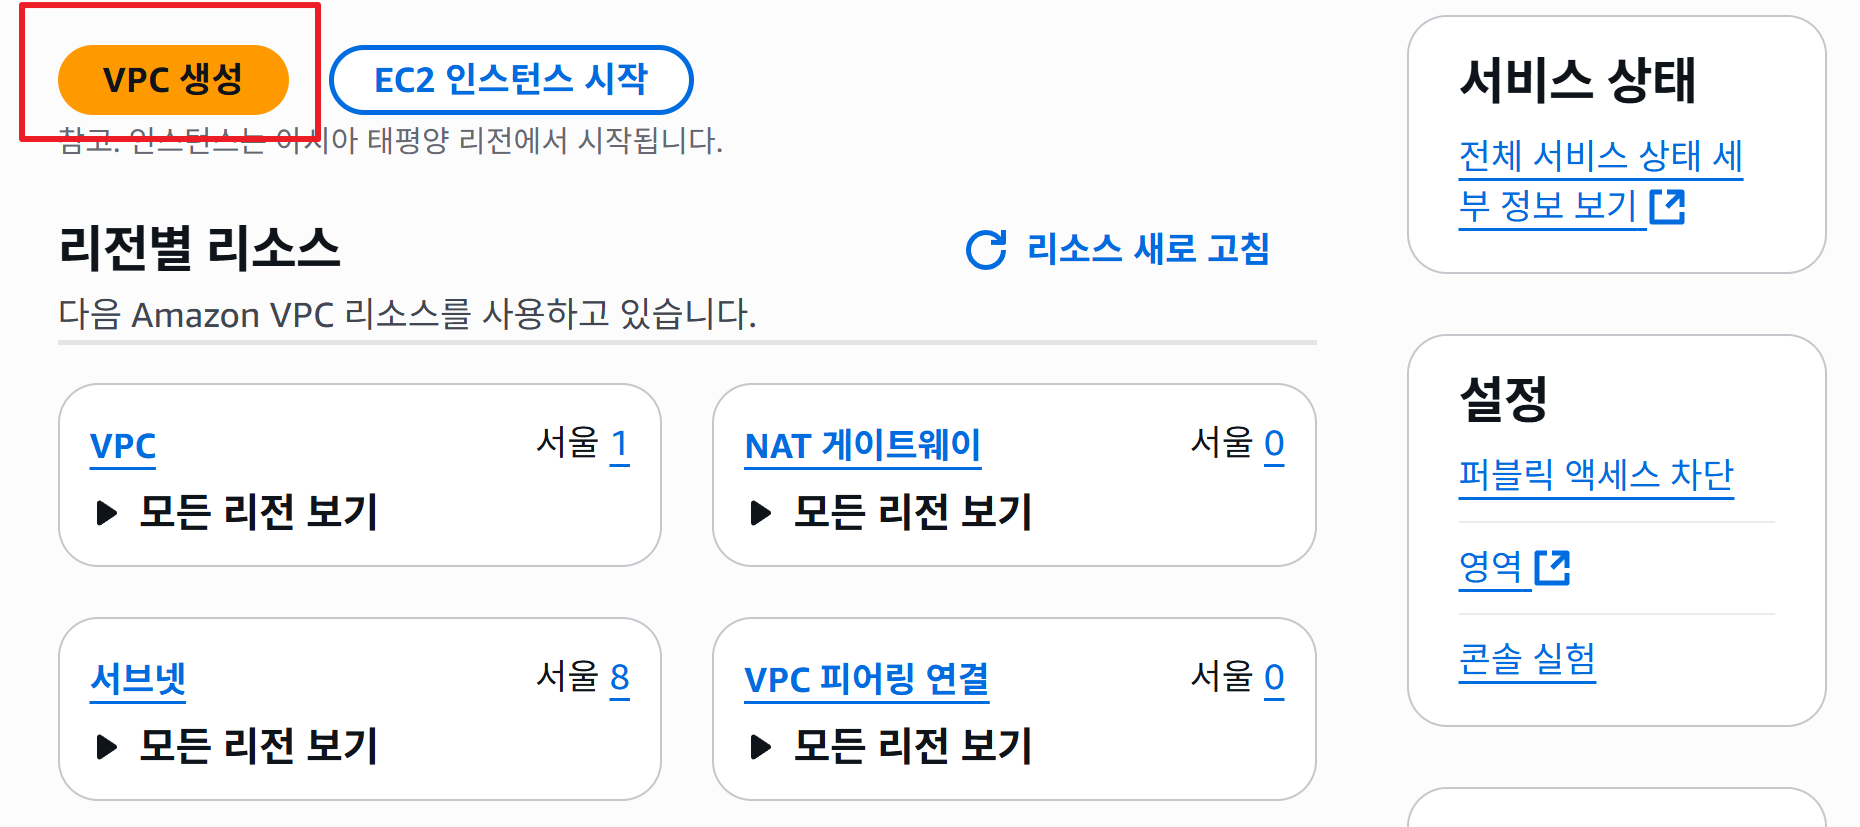 VPC 생성
EC2 인스턴스 시작
참고: 인스턴스는 아시아 태평양 리전에서 시작됩니다.
리전별 리소스
리소스 새로 고침
다음 Amazon VPC 리소스를 사용하고 있습니다.
VPC
서울 1
모든 리전 보기
NAT 게이트웨이
서울 0
모든 리전 보기
서브넷
서울 8
모든 리전 보기
VPC 피어링 연결
서울 0
모든 리전 보기
서비스 상태
전체 서비스 상태 세
부 정보 보기
설정
퍼블릭 액세스 차단
영역
콘솔 실험